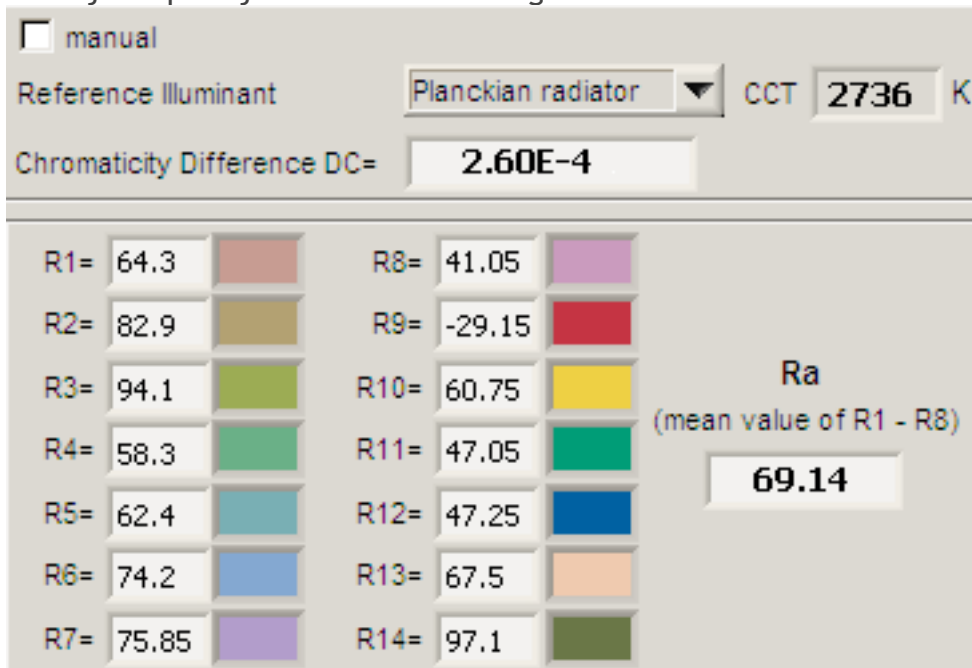 manual
Reference Illuminant Planckian radiator CCT 2736 K
Chromaticity Difference DC= 2.60E-4
R1= 64.3 R8= 41.05
R2= 82.9 R9= -29.15
R3= 94.1 R10= 60.75 Ra
R4= 58.3 R11= 47.05 (mean value of R1 - R8)
R5= 62.4 R12= 47.25 69.14
R6= 74.2 R13= 67.5
R7= 75.85 R14= 97.1